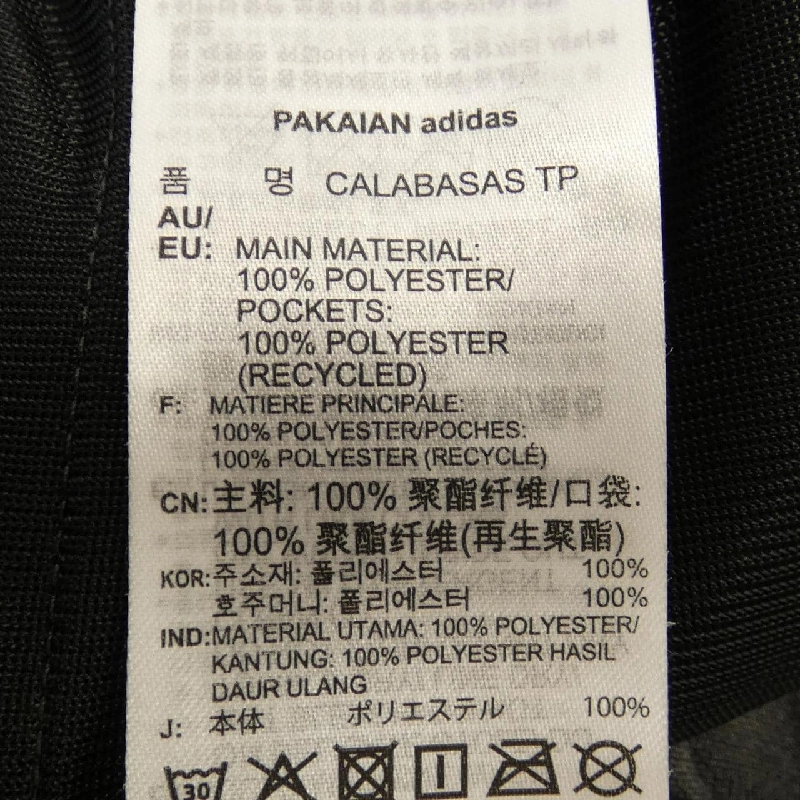 PAKAIAN adidas
품 명 CALABASAS TP
AU/
EU: MAIN MATERIAL:
100% POLYESTER/
POCKETS:
100% POLYESTER
(RECYCLED)
F: MATIERE PRINCIPALE:
100% POLYESTER/POCHES:
100% POLYESTER (RECYCLÉ)
CN: 主料: 100% 聚酯纤维/口袋:
100% 聚酯纤维(再生聚酯)
KOR: 주소재: 폴리에스터 100%
호주머니: 폴리에스터 100%
IND: MATERIAL UTAMA: 100% POLYESTER/
KANTUNG: 100% POLYESTER HASIL
DAUR ULANG
J: 本体 ポリエステル 100%
30